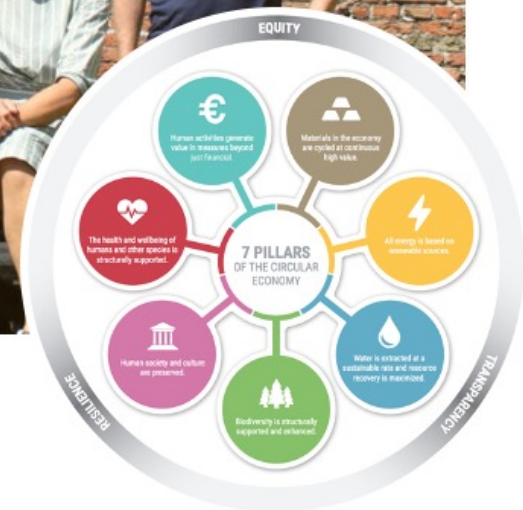 EQUITY
Human activities generate
value in measures beyond
just financial.
Materials in the economy
are cycled at continuous
high value.
The health and wellbeing of
humans and other species is
structurally supported.
7 PILLARS
OF THE CIRCULAR
ECONOMY
All energy is based on
renewable sources.
Human society and culture
are preserved.
Water is extracted at a
sustainable rate and resource
recovery is maximized.
Biodiversity is structurally
supported and enhanced.
RESILIENCE
TRANSPARENCY